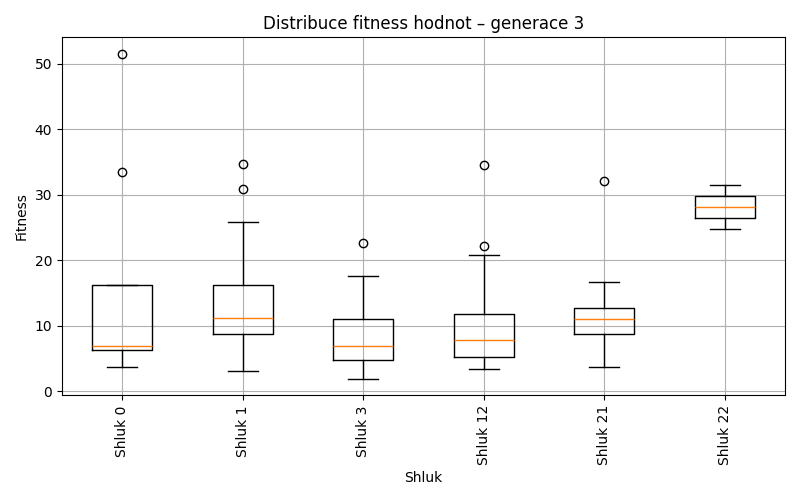 Distribuce fitness hodnot – generace 3
Fitness
50
40
30
20
10
0
Shluk 0
Shluk 1
Shluk 3
Shluk 12
Shluk 21
Shluk 22
Shluk